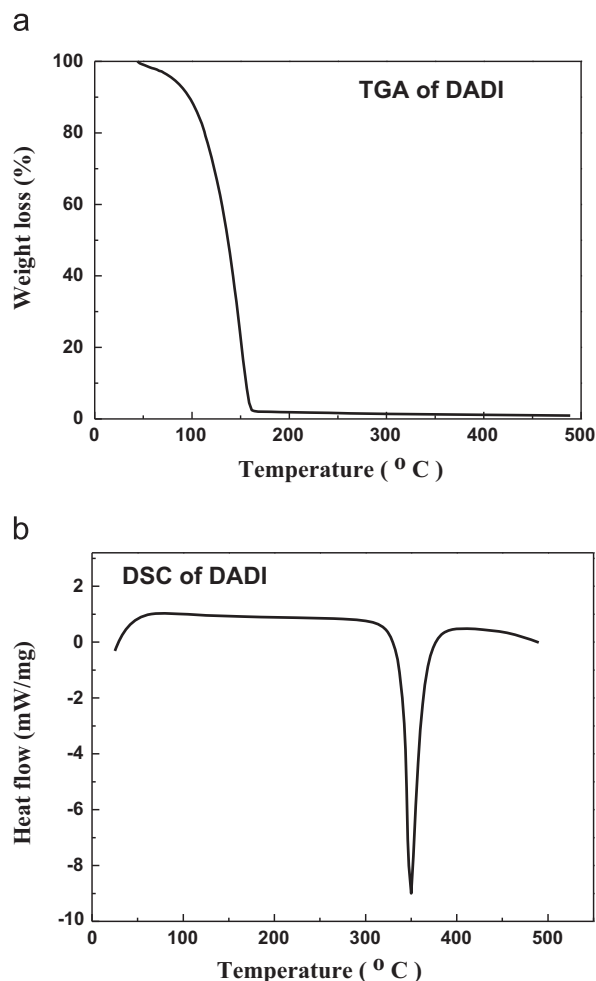 a
100
TGA of DADI
80
60
40
20
0
Weight loss (%)
0 100 200 300 400 500
Temperature ( o C )
b
DSC of DADI
2
0
-2
-4
-6
-8
-10
Heat flow (mW/mg)
0 100 200 300 400 500
Temperature ( o C )